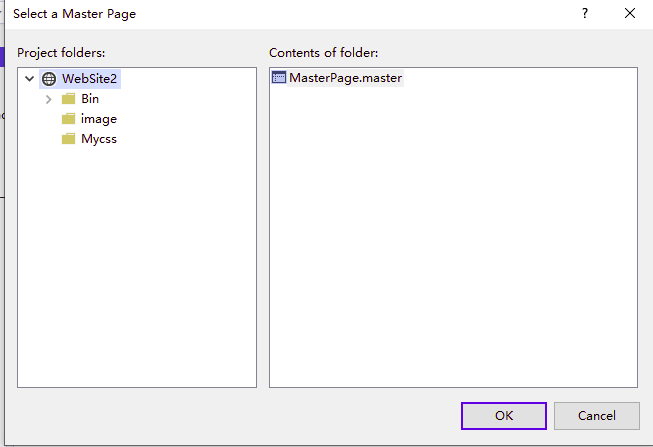 Select a Master Page
?
Project folders:
Contents of folder:
WebSite2
Bin
image
Mycss
MasterPage.master
OK
Cancel